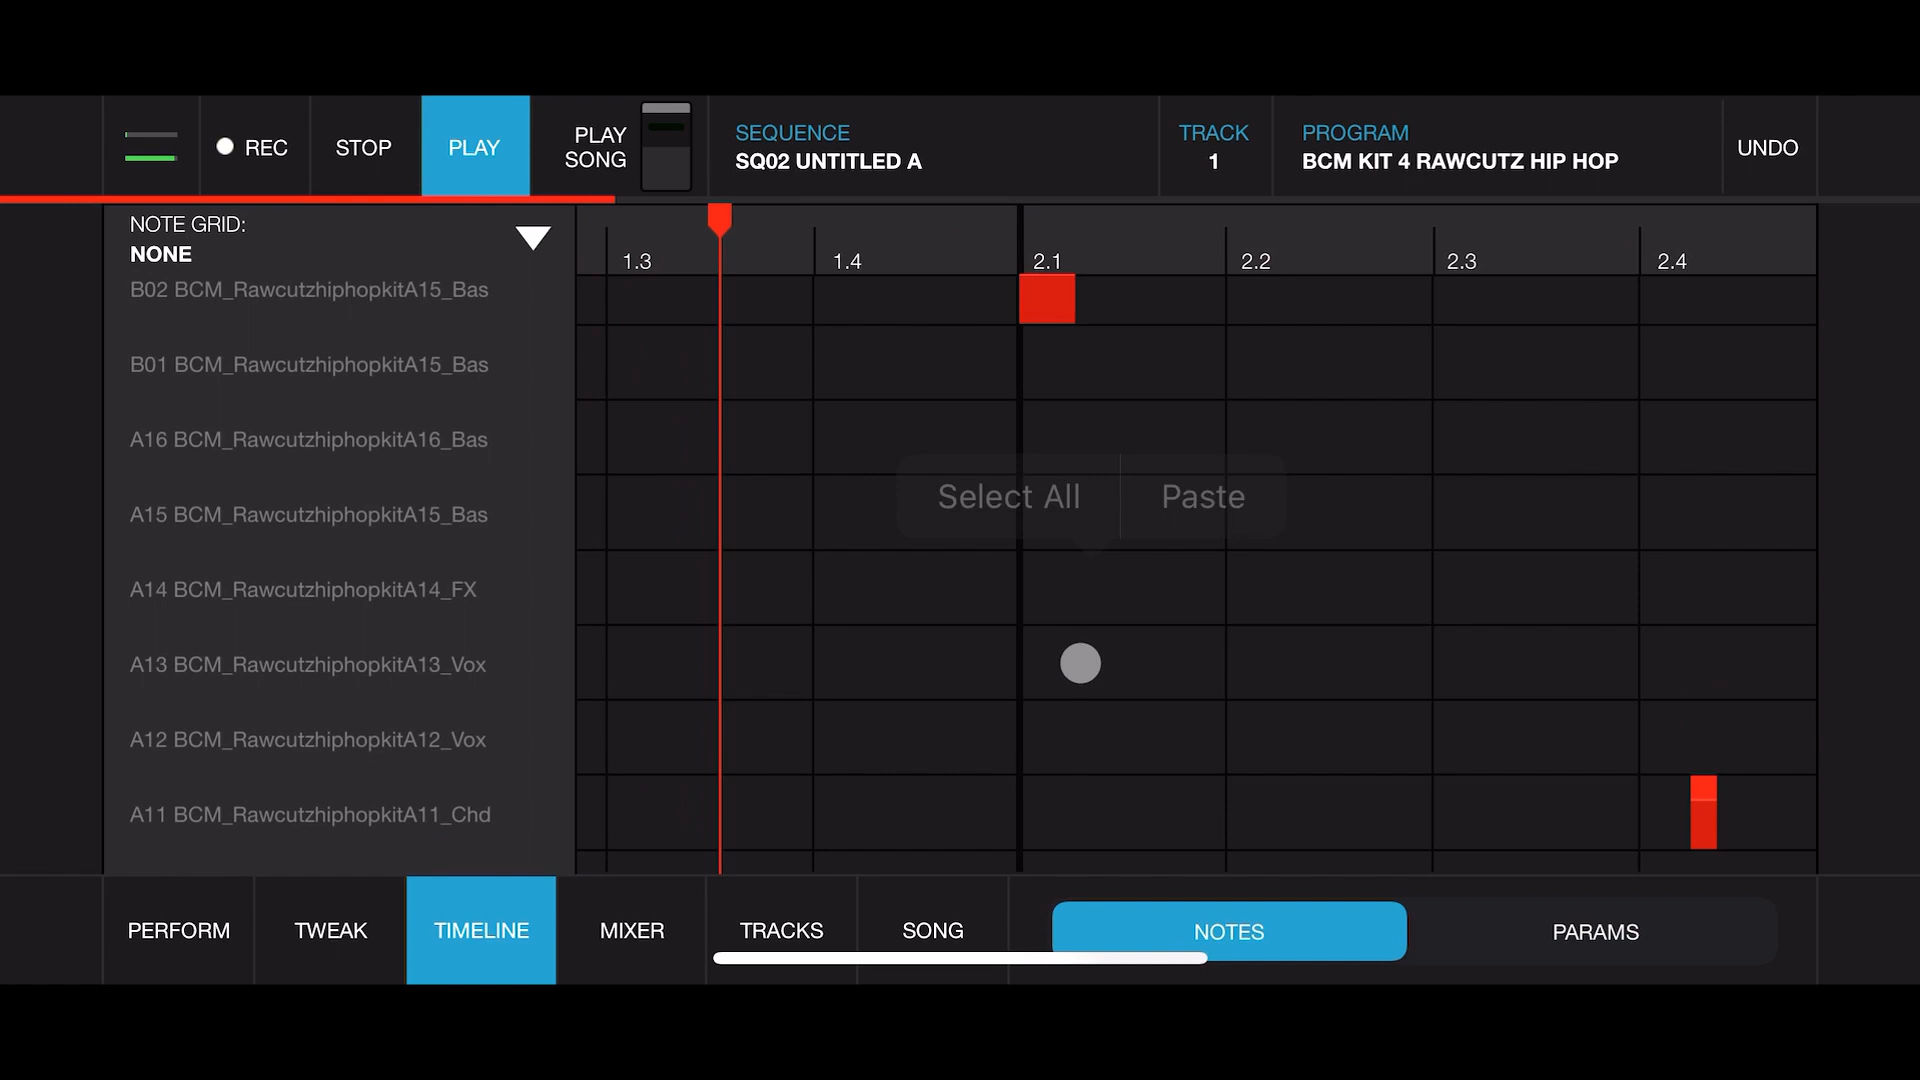 REC
STOP
PLAY
PLAY
SONG
SEQUENCE
SQ02 UNTITLED A
TRACK
1
PROGRAM
BCM KIT 4 RAWCUTZ HIP HOP
UNDO
NOTE GRID:
NONE
1.3
1.4
2.1
2.2
2.3
2.4
B02 BCM_RawcutzhiphopkitA15_Bas
B01 BCM_RawcutzhiphopkitA15_Bas
A16 BCM_RawcutzhiphopkitA16_Bas
Select All
Paste
A15 BCM_RawcutzhiphopkitA15_Bas
A14 BCM_RawcutzhiphopkitA14_FX
A13 BCM_RawcutzhiphopkitA13_Vox
A12 BCM_RawcutzhiphopkitA12_Vox
A11 BCM_RawcutzhiphopkitA11_Chd
PERFORM
TWEAK
TIMELINE
MIXER
TRACKS
SONG
NOTES
PARAMS